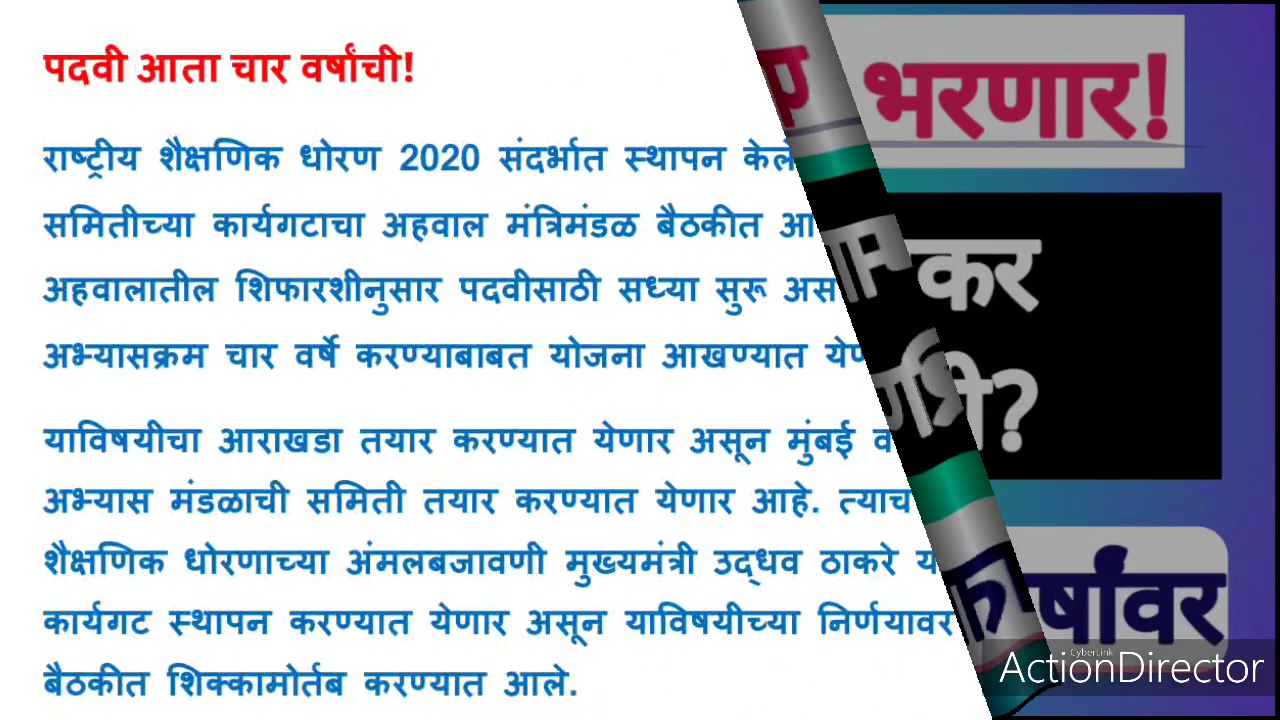 पदवी आता चार वर्षांची!
राष्ट्रीय शैक्षणिक धोरण 2020 संदर्भात स्थापन
समितीच्या कार्यगटाचा अहवाल मंत्रिमंडळ बैठकीत
अहवालातील शिफारशीनुसार पदवीसाठी सध्या सुरू
अभ्यासक्रम चार वर्षे करण्याबाबत योजना आखण्यात
याविषयीचा आराखडा तयार करण्यात येणार असून मुंबई
अभ्यास मंडळाची समिती तयार करण्यात येणार आहे.
शैक्षणिक धोरणाच्या अंमलबजावणी मुख्यमंत्री उद्धव ठाकरे
कार्यगट स्थापन करण्यात येणार असून याविषयीच्या निर्णयावर
बैठकीत शिक्कामोर्तब करण्यात आले.
भरणार!
कर
CyberLink
ActionDirector